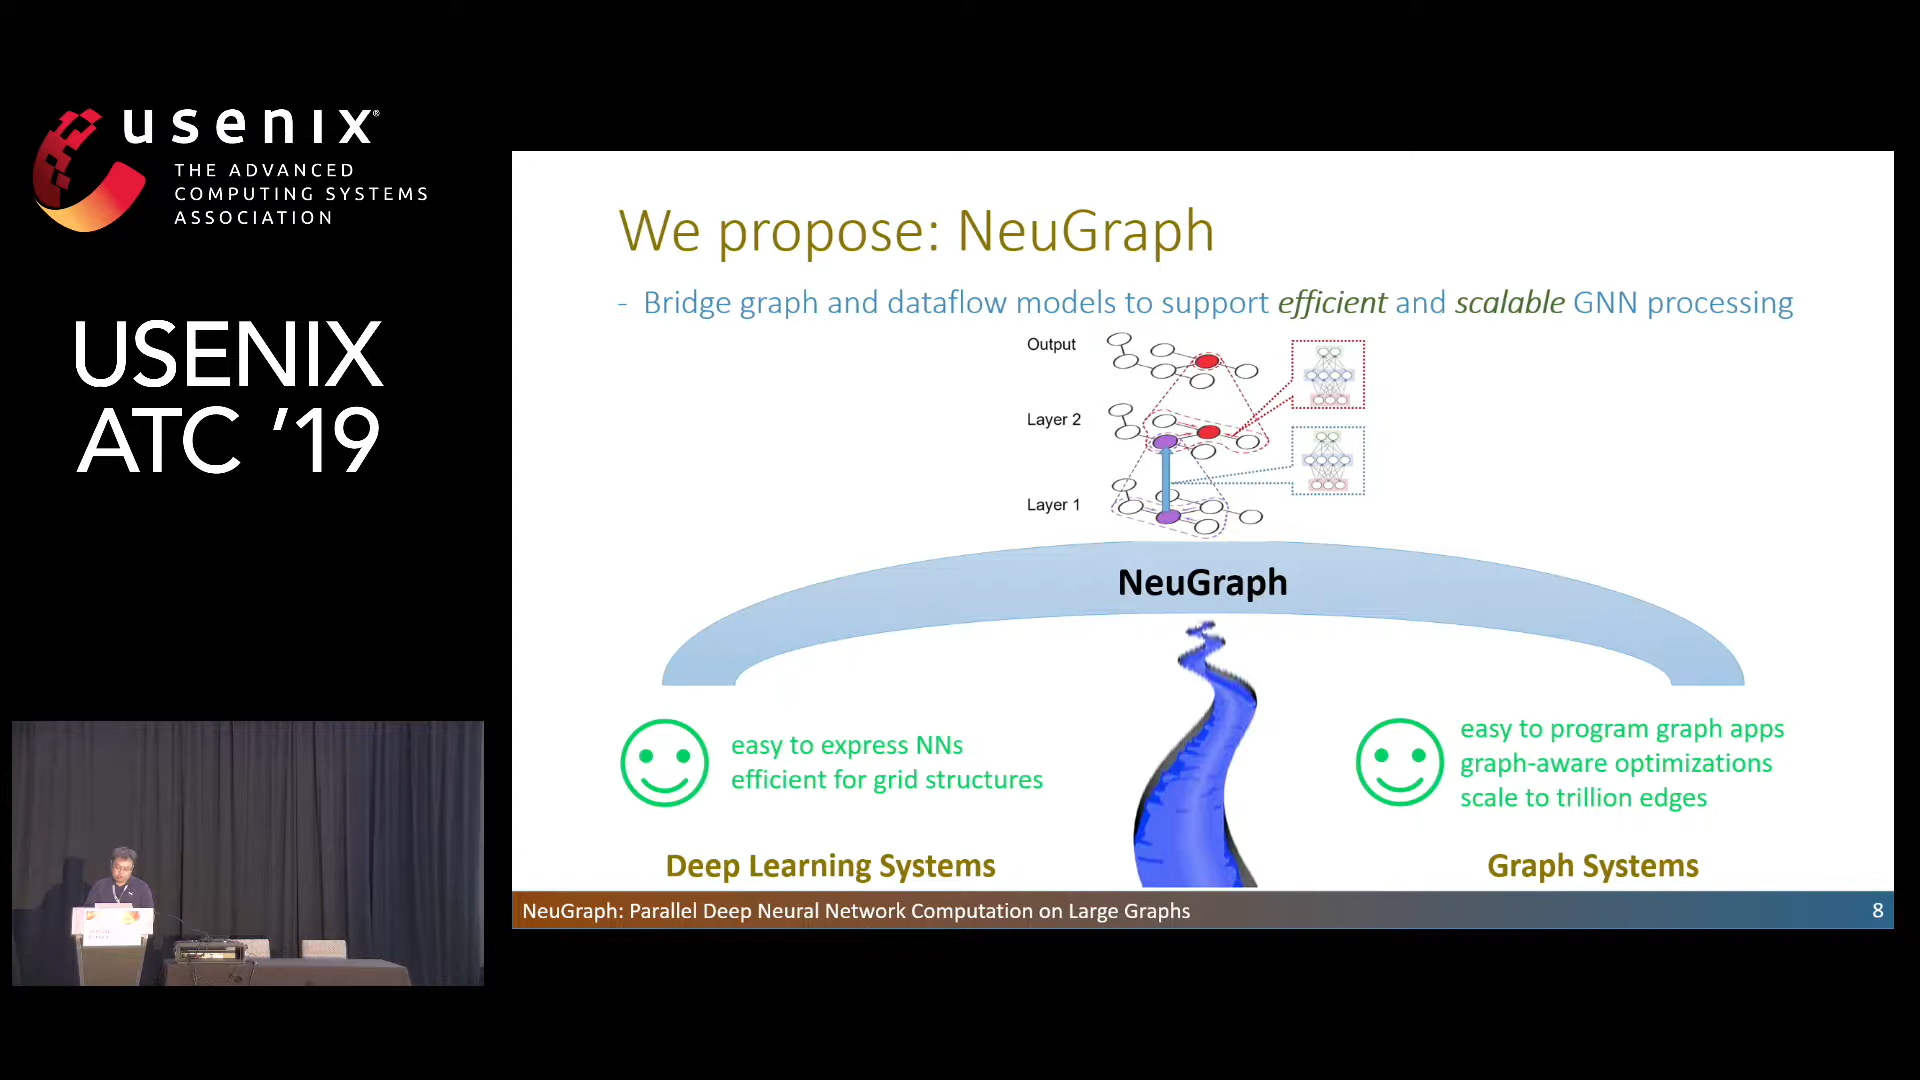 usenix®
THE ADVANCED
COMPUTING SYSTEMS
ASSOCIATION
USENIX
ATC ’19
We propose: NeuGraph
- Bridge graph and dataflow models to support efficient and scalable GNN processing
Output
Layer 2
Layer 1
NeuGraph
easy to express NNs
efficient for grid structures
easy to program graph apps
graph-aware optimizations
scale to trillion edges
Deep Learning Systems
Graph Systems
NeuGraph: Parallel Deep Neural Network Computation on Large Graphs
8